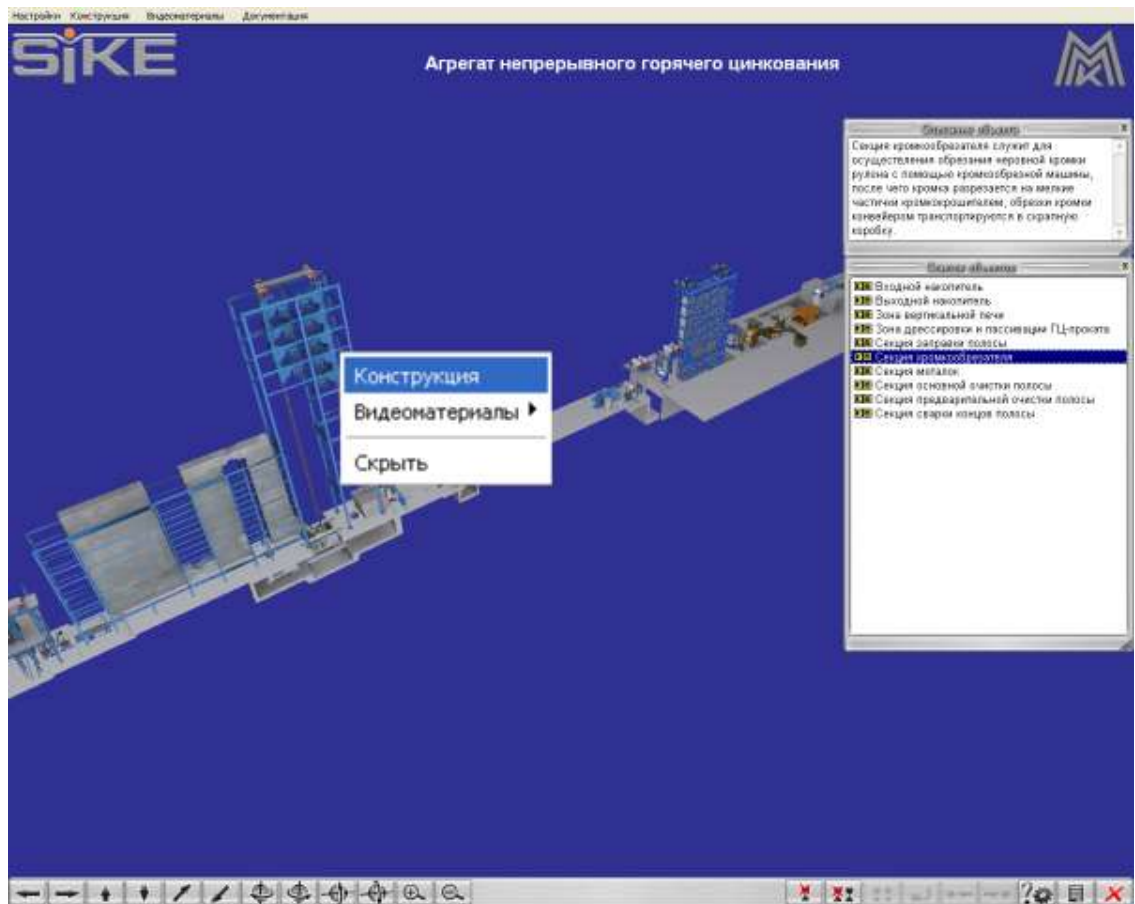 Настройки Конструкция Видеоматериалы Документация
SiKE
Агрегат непрерывного горячего цинкования
Описание объекта
Секция кромкообрезателя служит для
осуществления обрезания неровной кромки
рулона с помощью кромкообрезной машины,
после чего кромка разрезается на мелкие
частички кромкокрошителем, обрезки кромки
конвейером транспортируются в скрапную
коробку.
Входной накопитель
Выходной накопитель
Зона вертикальной печи
Зона дрессировки и пассивации ГЦ-проката
Секция заправки полосы
Секция кромкообрезателя
Секция моталок
Секция основной очистки полосы
Секция предварительной очистки полосы
Секция сварки концов полосы
Конструкция
Видеоматериалы
Скрыть